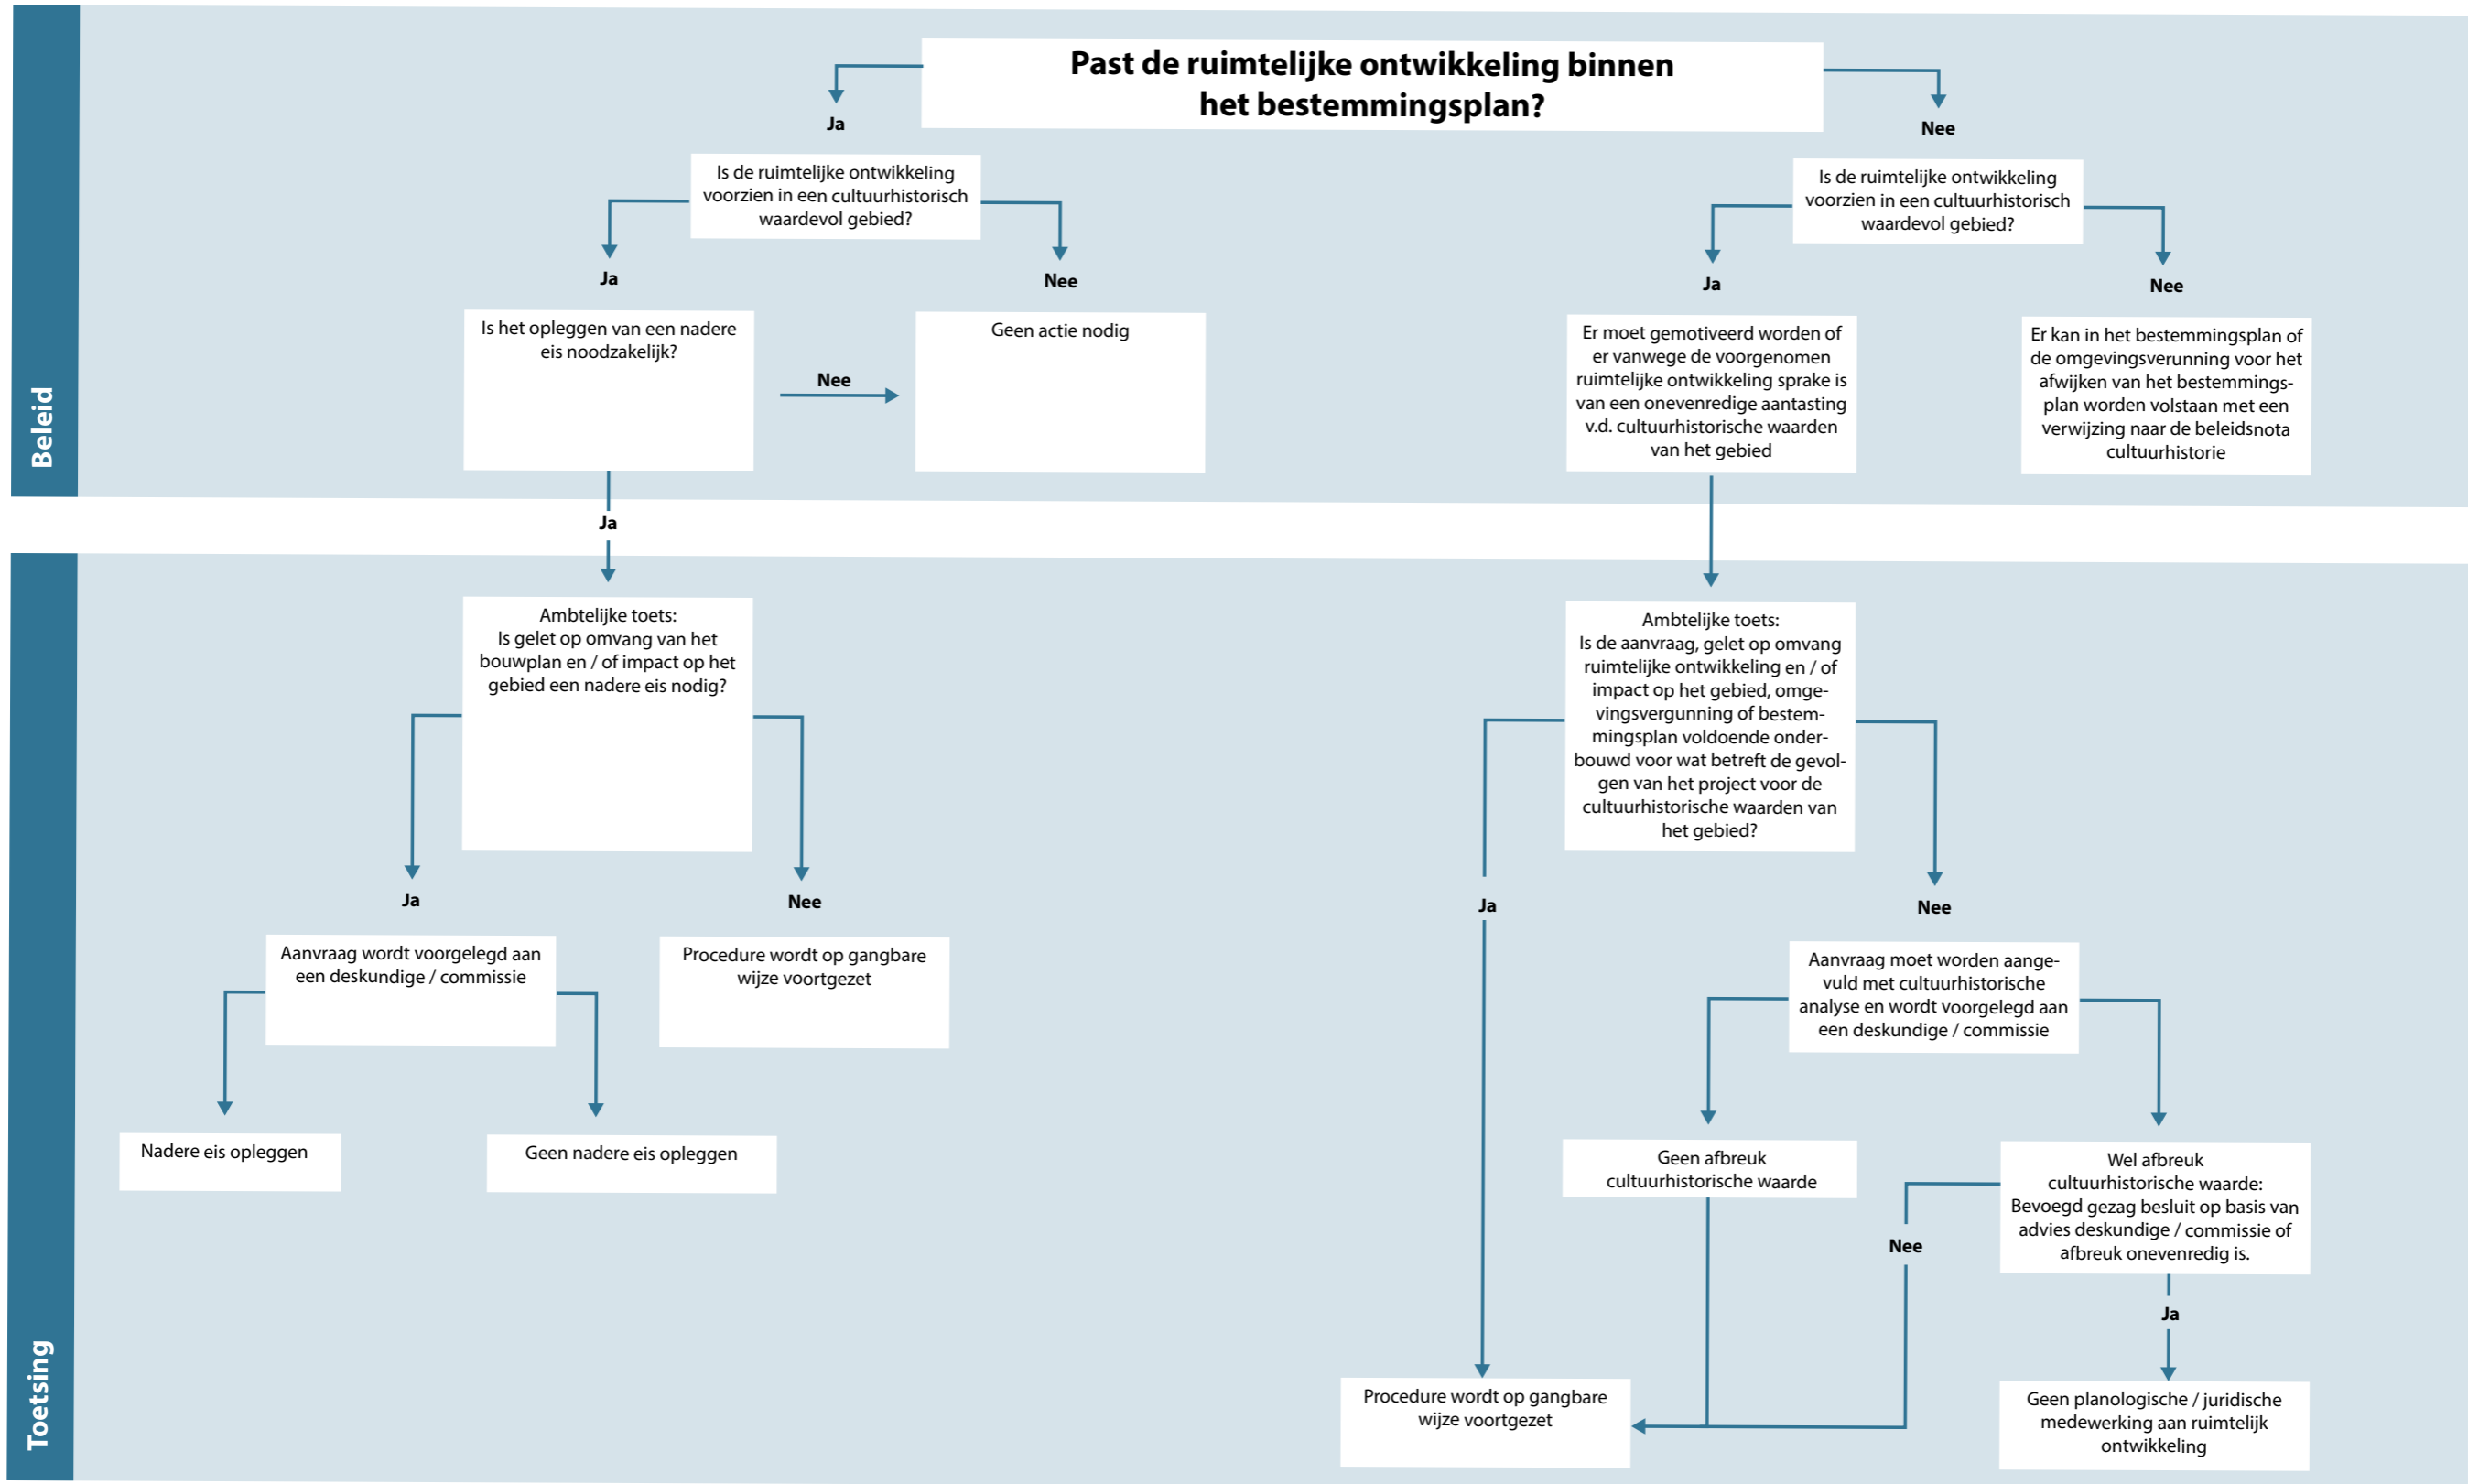 Beleid
Past de ruimtelijke ontwikkeling binnen
het bestemmingsplan?
Ja
Nee
Is de ruimtelijke ontwikkeling
voorzien in een cultuurhistorisch
waardevol gebied?
Ja
Nee
Is de ruimtelijke ontwikkeling
voorzien in een cultuurhistorisch
waardevol gebied?
Ja
Nee
Is het opleggen van een nadere
eis noodzakelijk?
Nee
Geen actie nodig
Er moet gemotiveerd worden of
er vanwege de voorgenomen
ruimtelijke ontwikkeling sprake is
van een onevenredige aantasting
v.d. cultuurhistorische waarden
van het gebied
Er kan in het bestemmingsplan of
de omgevingsverunning voor het
afwijken van het bestemmings-
plan worden volstaan met een
verwijzing naar de beleidsnota
cultuurhistorie
Ja
Toetsing
Ambtelijke toets:
Is gelet op omvang van het
bouwplan en / of impact op het
gebied een nadere eis nodig?
Ja
Nee
Aanvraag wordt voorgelegd aan
een deskundige / commissie
Procedure wordt op gangbare
wijze voortgezet
Nadere eis opleggen
Geen nadere eis opleggen
Ambtelijke toets:
Is de aanvraag, gelet op omvang
ruimtelijke ontwikkeling en / of
impact op het gebied, omge-
vingsvergunning of bestem-
mingsplan voldoende onder-
bouwd voor wat betreft de gevol-
gen van het project voor de
cultuurhistorische waarden van
het gebied?
Ja
Nee
Aanvraag moet worden aange-
vuld met cultuurhistorische
analyse en wordt voorgelegd aan
een deskundige / commissie
Geen afbreuk
cultuurhistorische waarde
Wel afbreuk
cultuurhistorische waarde:
Bevoegd gezag besluit op basis van
advies deskundige / commissie of
afbreuk onevenredig is.
Nee
Ja
Procedure wordt op gangbare
wijze voortgezet
Geen planologische / juridische
medewerking aan ruimtelijk
ontwikkeling